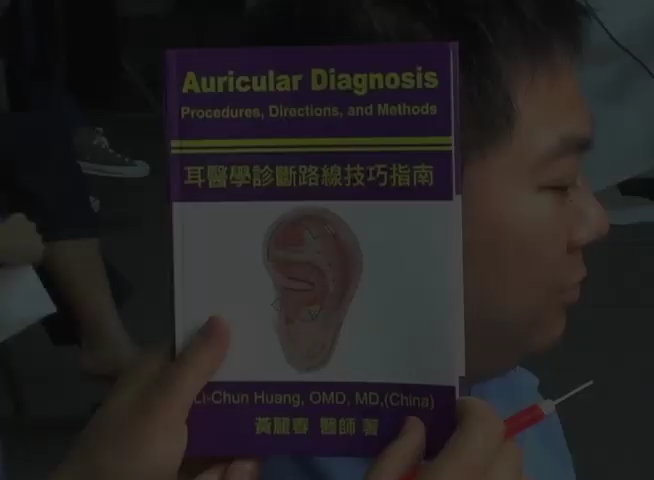 Auricular Diagnosis
Procedures, Directions, and Methods
耳醫學診斷路線技巧指南
Li-Chun Huang, OMD, MD,(China)
黃麗春 醫師 著